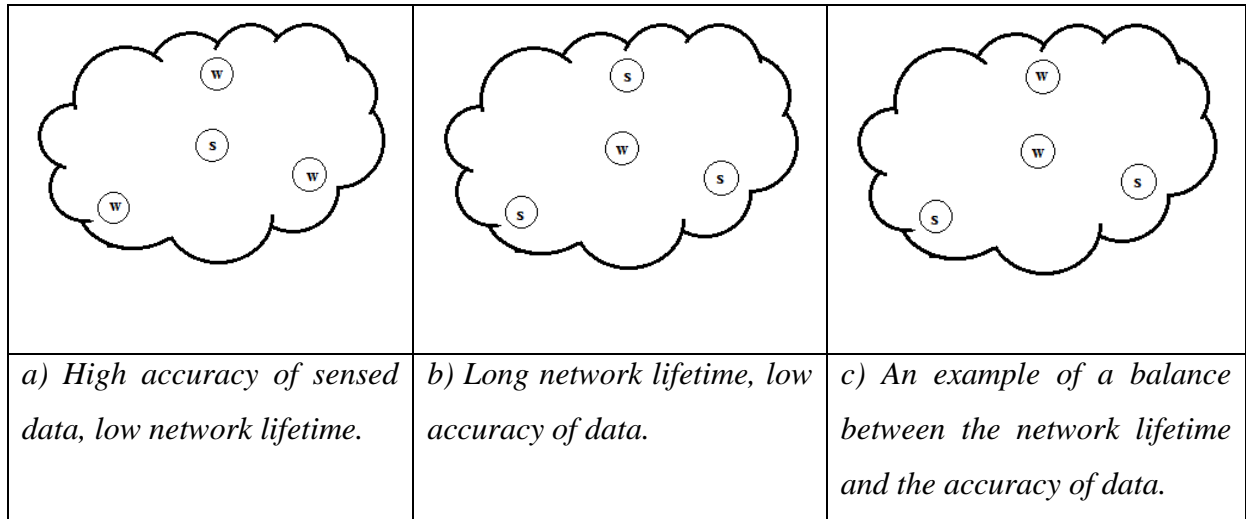 w
s
w
w
s
w
s
s
w
w
s
s
a) High accuracy of sensed
data, low network lifetime.
b) Long network lifetime, low
accuracy of data.
c) An example of a balance
between the network lifetime
and the accuracy of data.